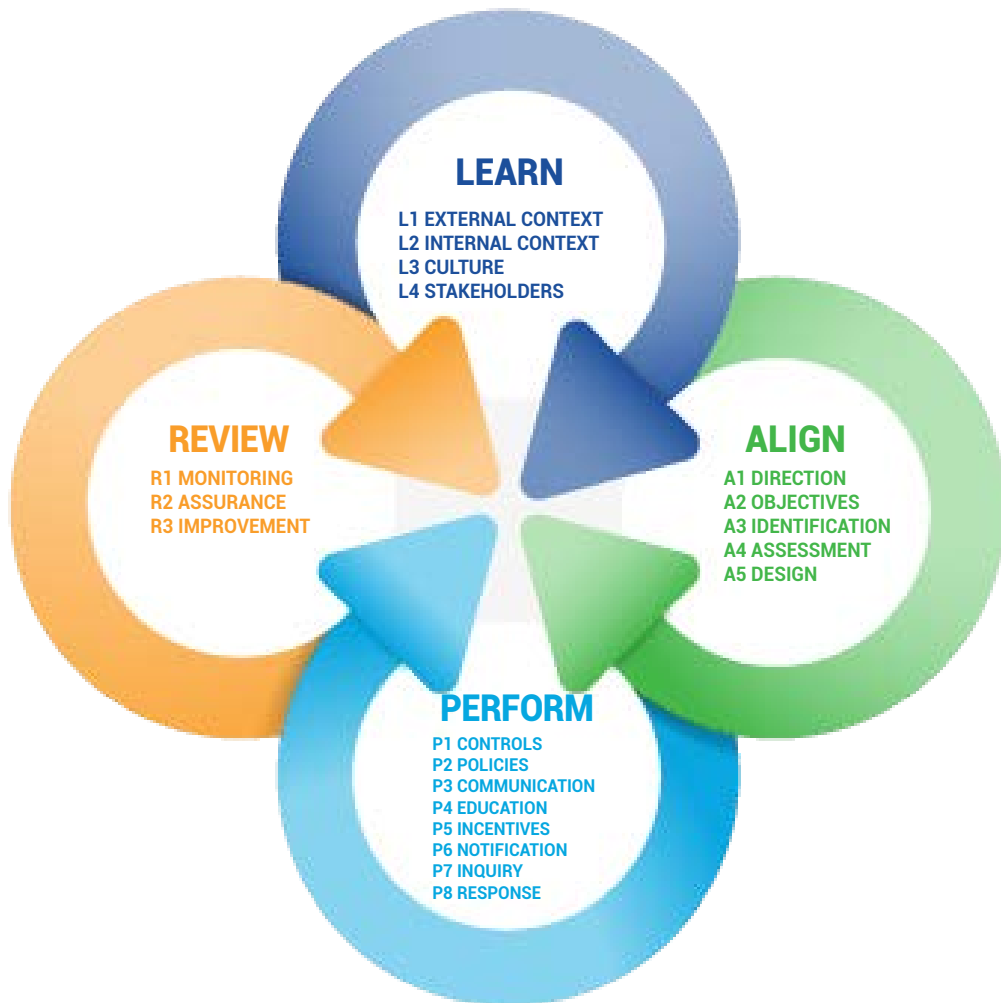 LEARN
L1 EXTERNAL CONTEXT
L2 INTERNAL CONTEXT
L3 CULTURE
L4 STAKEHOLDERS
REVIEW
R1 MONITORING
R2 ASSURANCE
R3 IMPROVEMENT
ALIGN
A1 DIRECTION
A2 OBJECTIVES
A3 IDENTIFICATION
A4 ASSESSMENT
A5 DESIGN
PERFORM
P1 CONTROLS
P2 POLICIES
P3 COMMUNICATION
P4 EDUCATION
P5 INCENTIVES
P6 NOTIFICATION
P7 INQUIRY
P8 RESPONSE